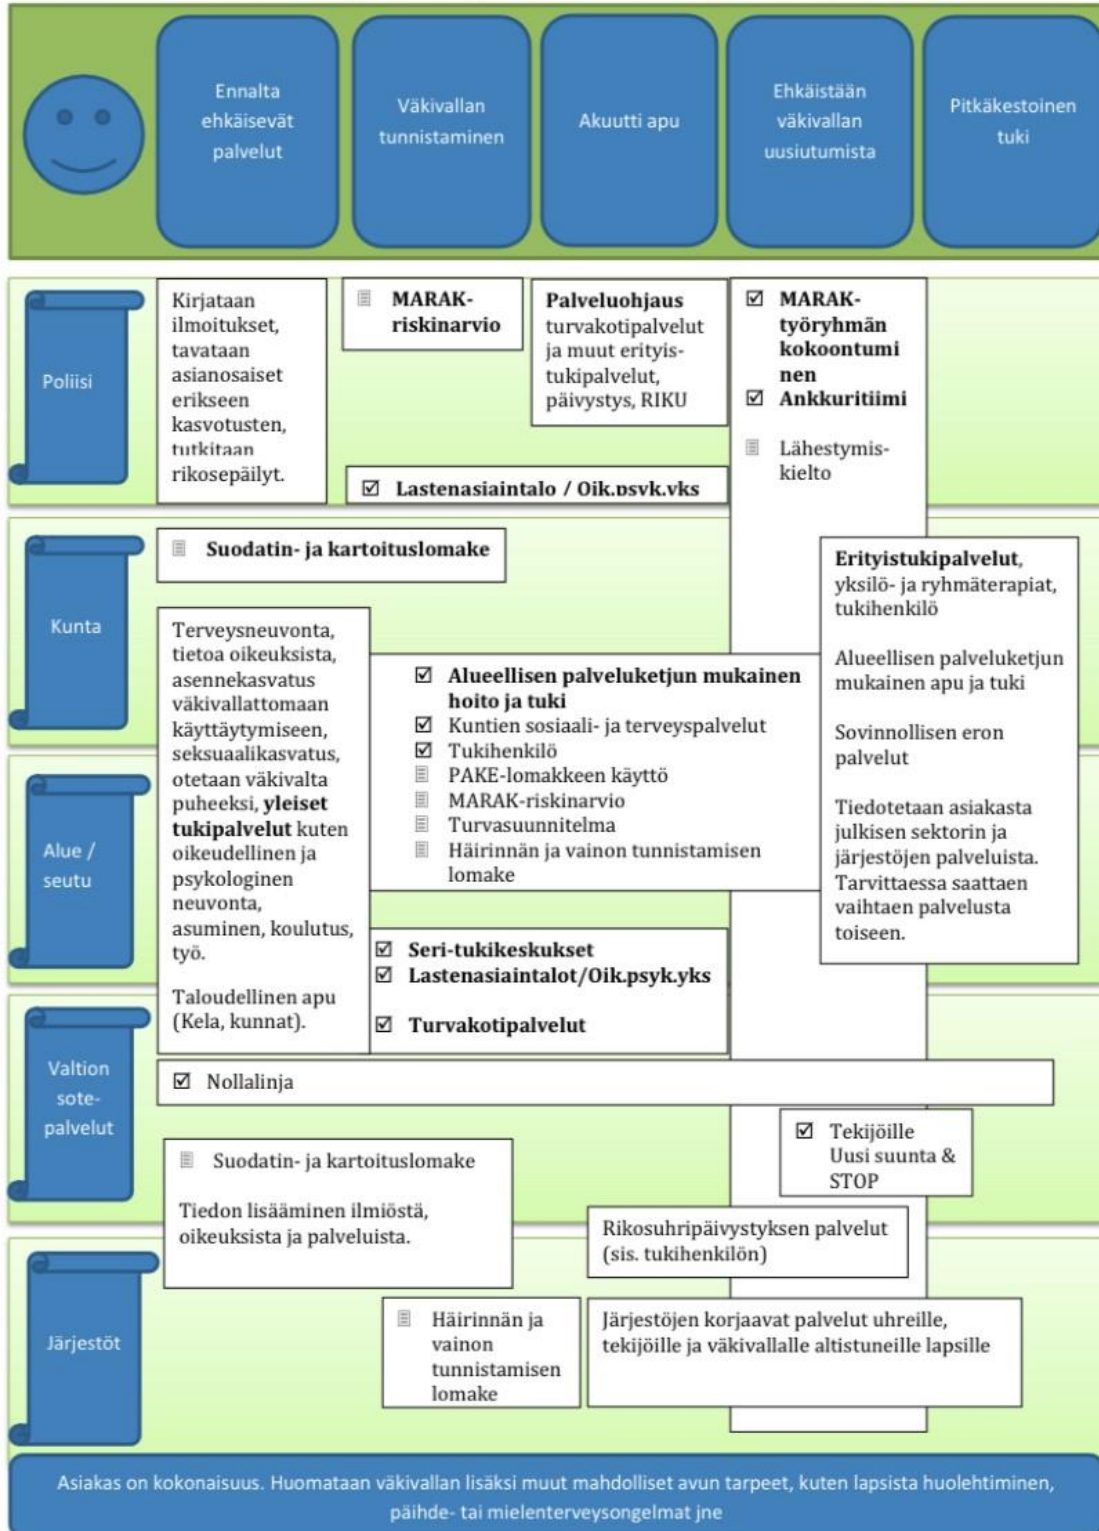 Ennalta
ehkäisevät
palvelut
Väkivallan
tunnistaminen
Akuutti apu
Ehkäistään
väkivallan
uusiutumista
Pitkäkestoinen
tuki
Poliisi
Kirjataan
ilmoitukset,
tavataan
asianosaiset
erikseen
kasvotusten,
tutkitaan
rikosepäilyt.
MARAK-
riskinarvio
Palveluohjaus
turvakotipalvelut
ja muut erityis-
tukipalvelut,
päivystys, RIKU
☑ MARAK-
työryhmän
kokoontumi
nen
☑ Ankkuritiimi
Lähestymis-
kielto
☑ Lastenasiaintalo / Oik.psyk.yks
Kunta
Suodatin- ja kartoituslomake
Terveysneuvonta,
tietoa oikeuksista,
asennekasvatus
väkivallattomaan
käyttäytymiseen,
seksuaalikasvatus,
otetaan väkivalta
puheeksi, yleiset
tukipalvelut kuten
oikeudellinen ja
psykologinen
neuvonta,
asuminen, koulutus,
työ.
Taloudellinen apu
(Kela, kunnat).
☑ Alueellisen palveluketjun mukainen
hoito ja tuki
☑ Kuntien sosiaali- ja terveyspalvelut
☑ Tukihenkilö
PAKE-lomakkeen käyttö
MARAK-riskinarvio
Turvasuunnitelma
Häirinnän ja vainon tunnistamisen
lomake
Erityistukipalvelut,
yksilö- ja ryhmäterapiat,
tukihenkilö
Alueellisen palveluketjun
mukainen apu ja tuki
Sovinnollisen eron
palvelut
Tiedotetaan asiakasta
julkisen sektorin ja
järjestöjen palveluista.
Tarvittaessa saattaen
vaihtaen palvelusta
toiseen.
Alue /
seutu
☑ Seri-tukikeskukset
☑ Lastenasiaintalot/Oik.psyk.yks
☑ Turvakotipalvelut
Valtion
sote-
palvelut
☑ Nollalinja
☑ Tekijöille
Uusi suunta &
STOP
Suodatin- ja kartoituslomake
Tiedon lisääminen ilmiöstä,
oikeuksista ja palveluista.
Rikosuhripäivystyksen palvelut
(sis. tukihenkilön)
Järjestöt
Häirinnän ja
vainon
tunnistamisen
lomake
Järjestöjen korjaavat palvelut uhreille,
tekijöille ja väkivallalle altistuneille lapsille
Asiakas on kokonaisuus. Huomataan väkivallan lisäksi muut mahdolliset avun tarpeet, kuten lapsista huolehtiminen,
päihde- tai mielenterveysongelmat jne